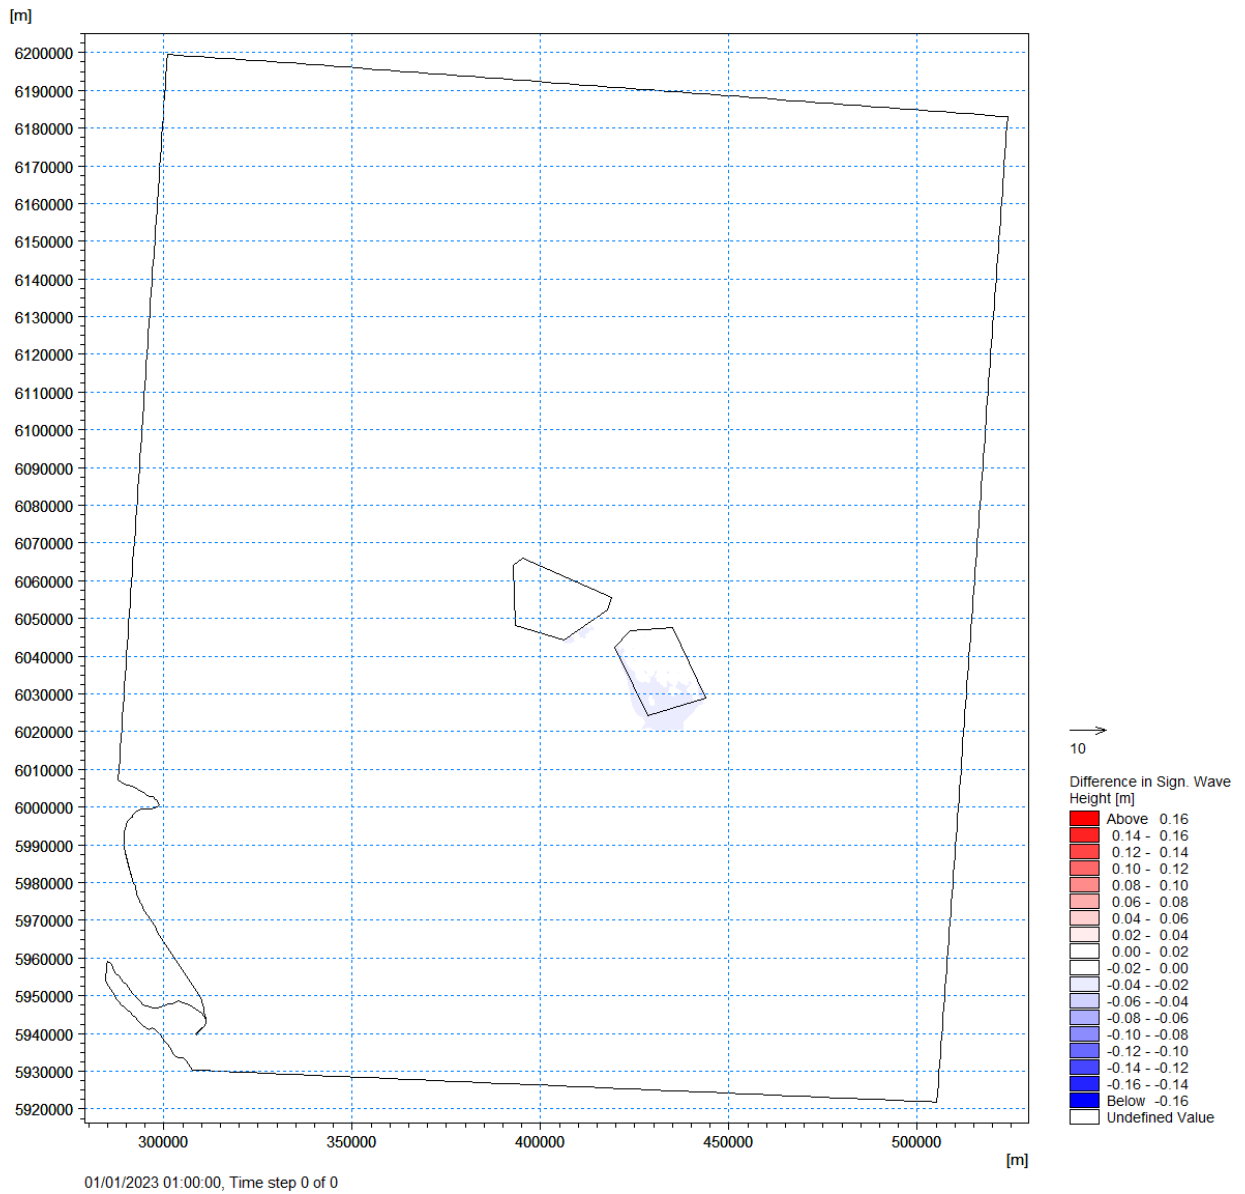 [m]
6200000
6190000
6180000
6170000
6160000
6150000
6140000
6130000
6120000
6110000
6100000
6090000
6080000
6070000
6060000
6050000
6040000
6030000
6020000
6010000
6000000
5990000
5980000
5970000
5960000
5950000
5940000
5930000
5920000
300000 350000 400000 450000 500000
[m]
01/01/2023 01:00:00, Time step 0 of 0
10
Difference in Sign. Wave
Height [m]
Above 0.16
0.14 - 0.16
0.12 - 0.14
0.10 - 0.12
0.08 - 0.10
0.06 - 0.08
0.04 - 0.06
0.02 - 0.04
0.00 - 0.02
-0.02 - 0.00
-0.04 - -0.02
-0.06 - -0.04
-0.08 - -0.06
-0.10 - -0.08
-0.12 - -0.10
-0.14 - -0.12
-0.16 - -0.14
Below -0.16
Undefined Value